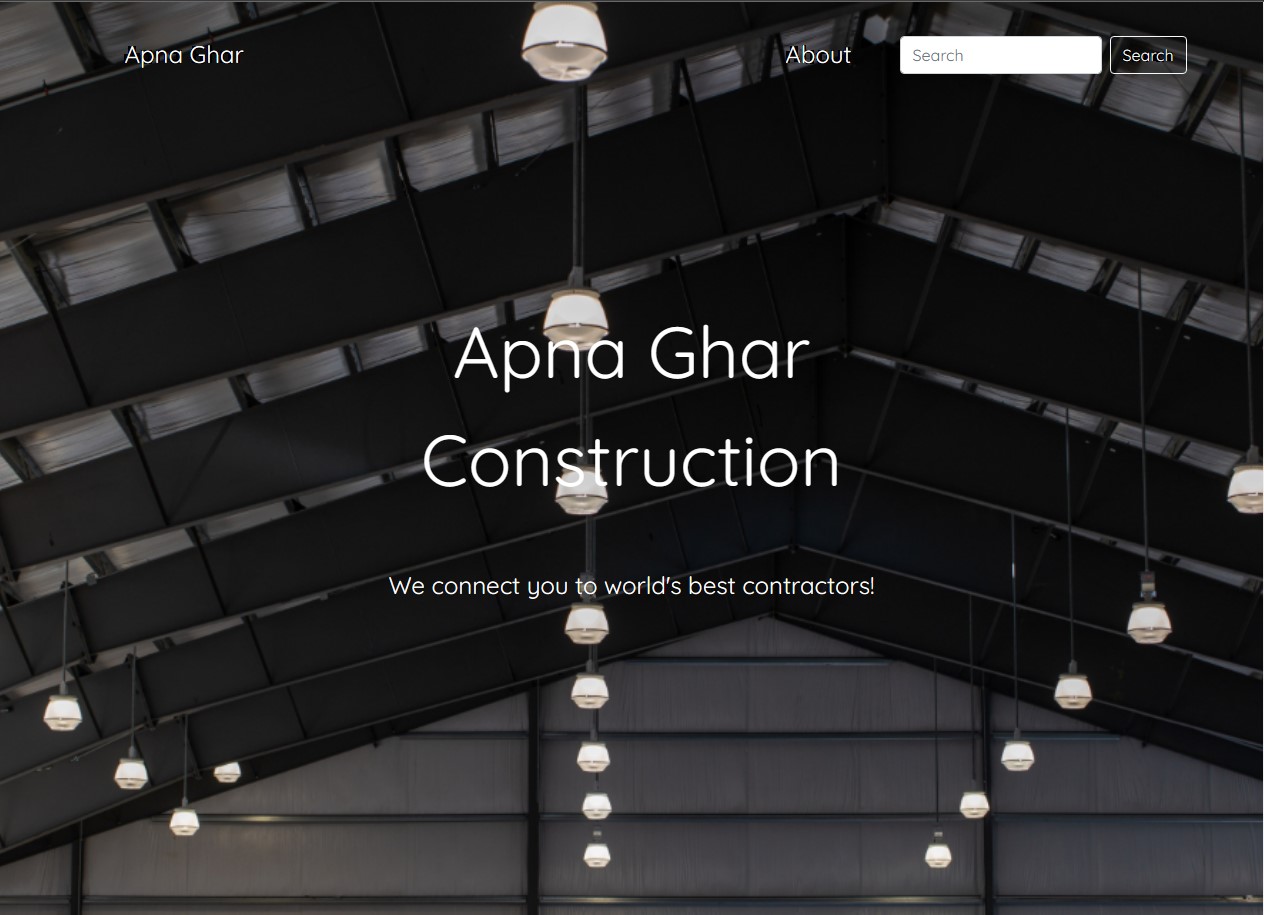 Apna Ghar
About
Search
Search
Apna Ghar
Construction
We connect you to world's best contractors!